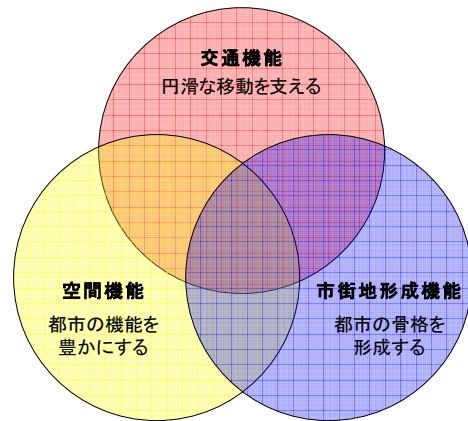 交通機能
円滑な移動を支える
空間機能
都市の機能を
豊かにする
市街地形成機能
都市の骨格を
形成する